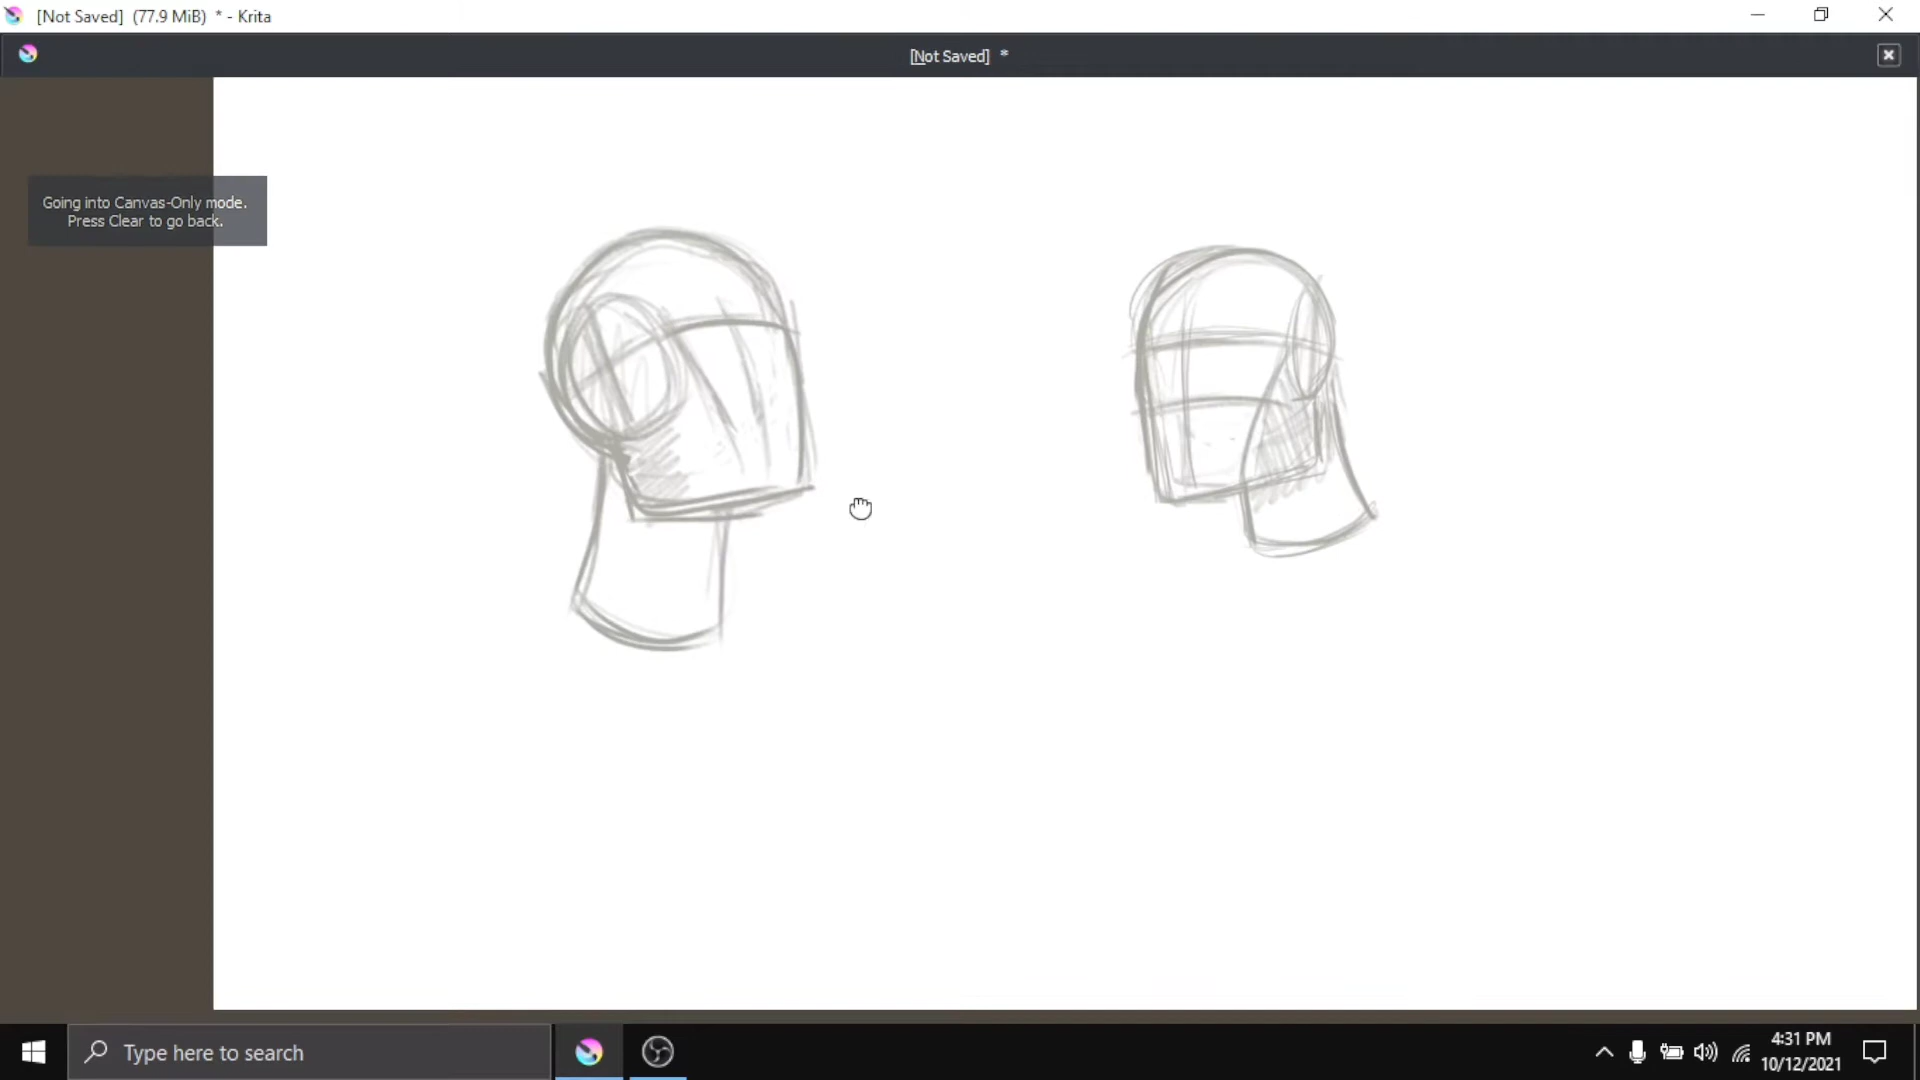 [Not Saved]  (77.9 MiB)  * - Krita
[Not Saved]  *
Going into Canvas-Only mode.
Press Clear to go back.
Type here to search
4:31 PM
10/12/2021